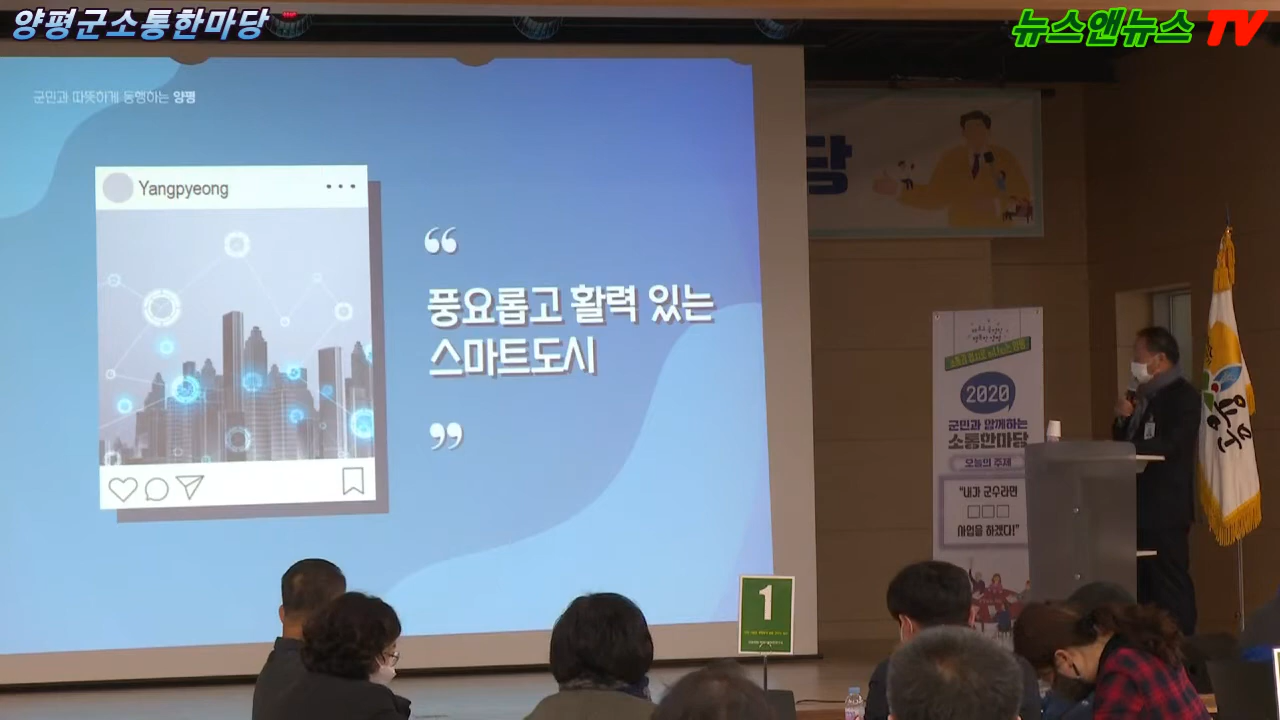 양평군소통한마당
뉴스앤뉴스 TV
군민과 따뜻하게 동행하는 양평
Yangpyeong
“
풍요롭고 활력 있는
스마트도시
”
당
2020
군민과 함께하는
소통한마당
오늘의 주제
“내가 군수라면
□□□
사업을 하겠다!”
1